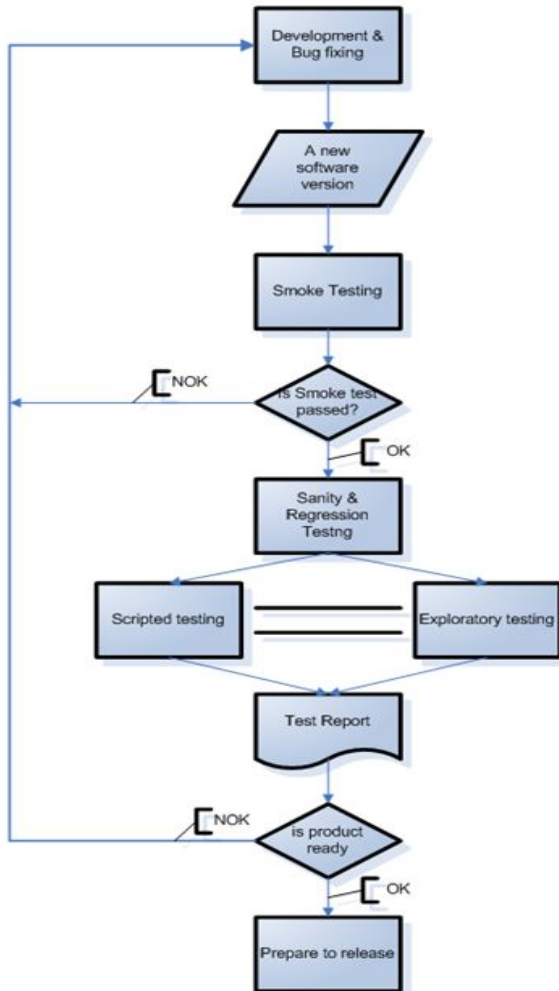 Development &
Bug fixing
A new
software
version
Smoke Testing
NOK
is Smoke test
passed?
OK
Sanity &
Regression
Testng
Scripted testing
Exploratory testing
Test Report
NOK
is product
ready
OK
Prepare to release